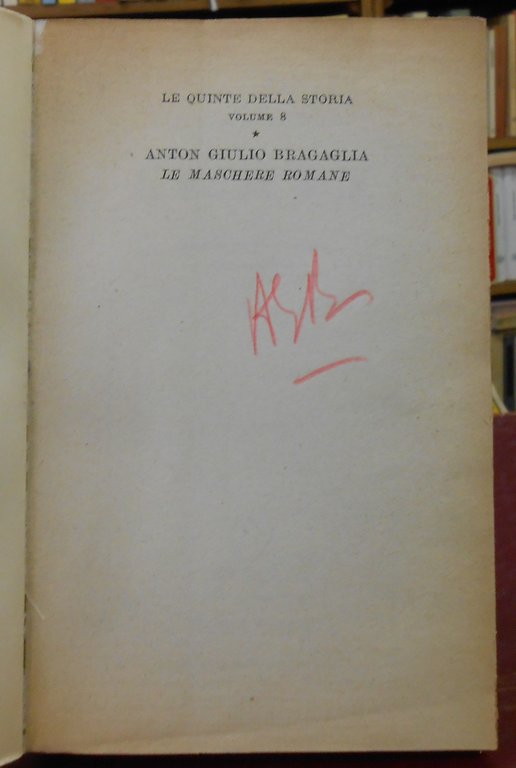 LE QUINTE DELLA STORIA
VOLUME 8
★
ANTON GIULIO BRAGAGLIA
LE MASCHERE ROMANE